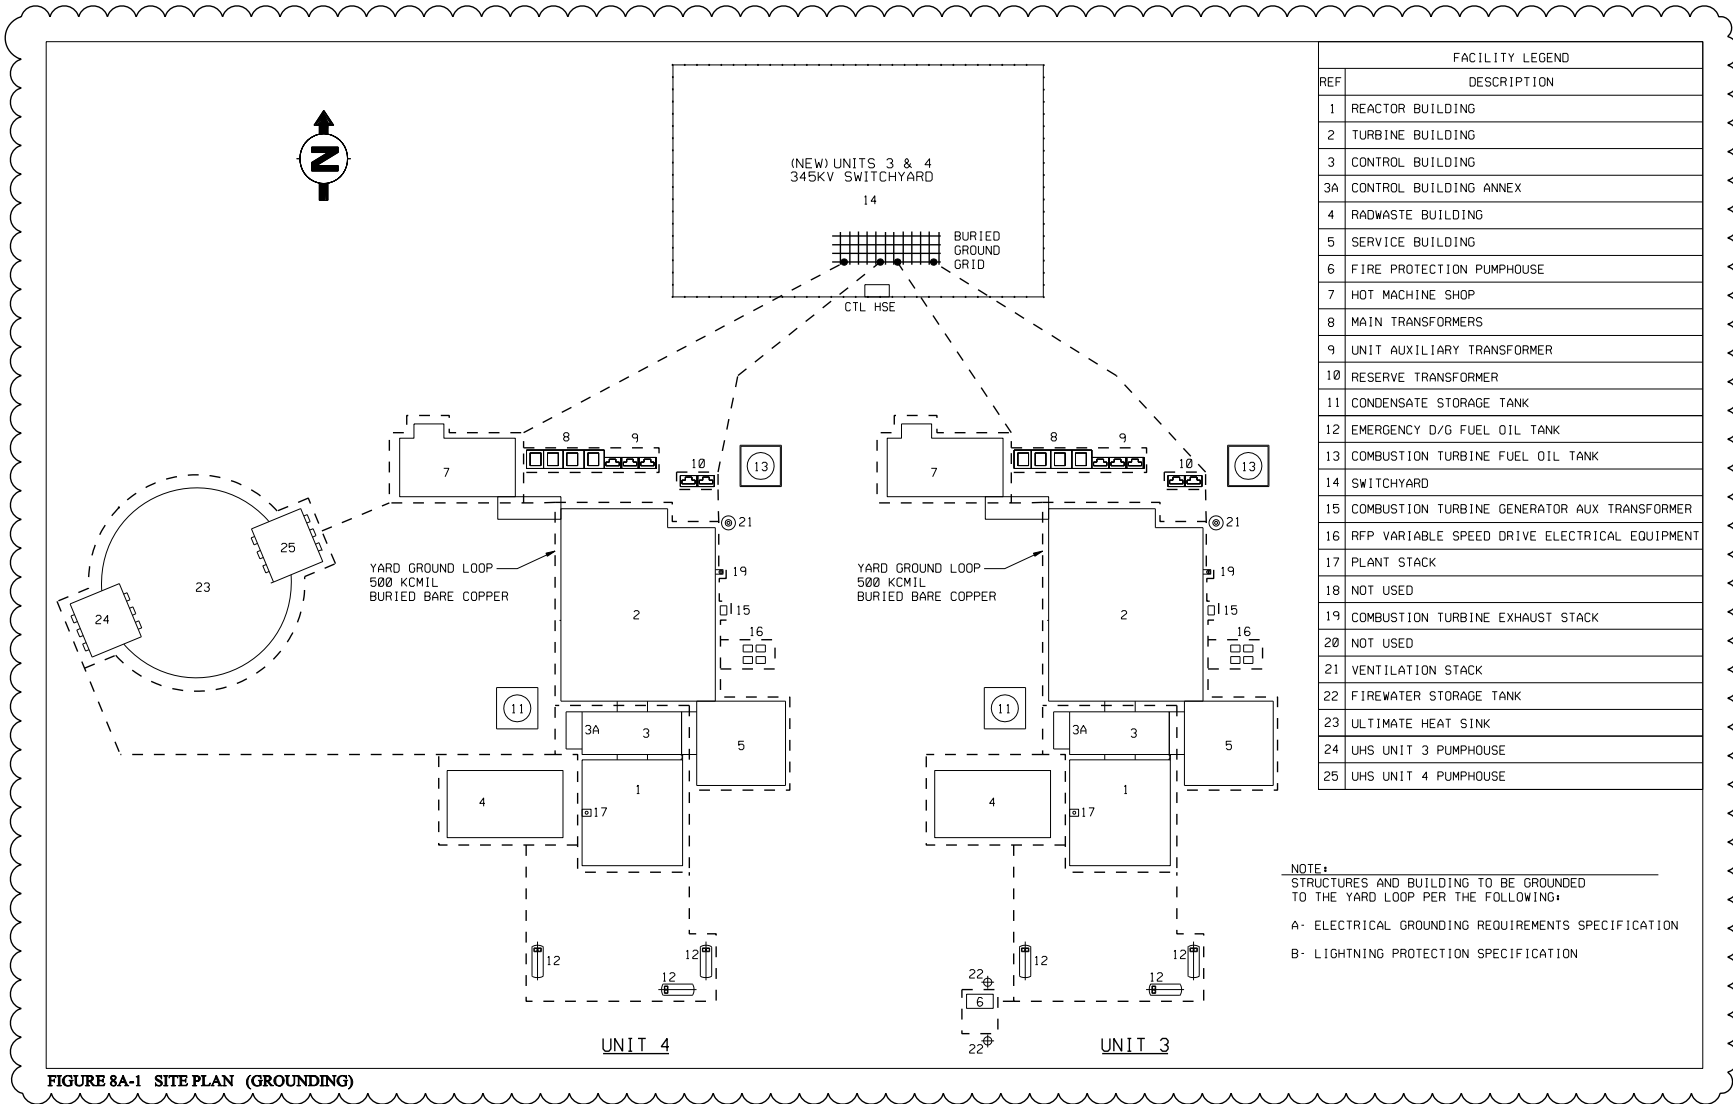 N
(NEW) UNITS 3 & 4
345KV SWITCHYARD
14
BURIED
GROUND
GRID
CTL HSE
8
9
7
10
13
21
YARD GROUND LOOP
500 KCMIL
BURIED BARE COPPER
25
23
24
2
19
15
16
11
3A
3
5
4
1
17
12
12
12
UNIT 4
8
9
7
10
13
21
YARD GROUND LOOP
500 KCMIL
BURIED BARE COPPER
2
19
15
16
11
3A
3
5
4
1
17
12
12
12
22
6
22
UNIT 3
FACILITY LEGEND
REF DESCRIPTION
1 REACTOR BUILDING
2 TURBINE BUILDING
3 CONTROL BUILDING
3A CONTROL BUILDING ANNEX
4 RADWASTE BUILDING
5 SERVICE BUILDING
6 FIRE PROTECTION PUMPHOUSE
7 HOT MACHINE SHOP
8 MAIN TRANSFORMERS
9 UNIT AUXILIARY TRANSFORMER
10 RESERVE TRANSFORMER
11 CONDENSATE STORAGE TANK
12 EMERGENCY D/G FUEL OIL TANK
13 COMBUSTION TURBINE FUEL OIL TANK
14 SWITCHYARD
15 COMBUSTION TURBINE GENERATOR AUX TRANSFORMER
16 RFP VARIABLE SPEED DRIVE ELECTRICAL EQUIPMENT
17 PLANT STACK
18 NOT USED
19 COMBUSTION TURBINE EXHAUST STACK
20 NOT USED
21 VENTILATION STACK
22 FIREWATER STORAGE TANK
23 ULTIMATE HEAT SINK
24 UHS UNIT 3 PUMPHOUSE
25 UHS UNIT 4 PUMPHOUSE
NOTE:
STRUCTURES AND BUILDING TO BE GROUNDED
TO THE YARD LOOP PER THE FOLLOWING:
A- ELECTRICAL GROUNDING REQUIREMENTS SPECIFICATION
B- LIGHTNING PROTECTION SPECIFICATION
FIGURE 8A-1 SITE PLAN (GROUNDING)